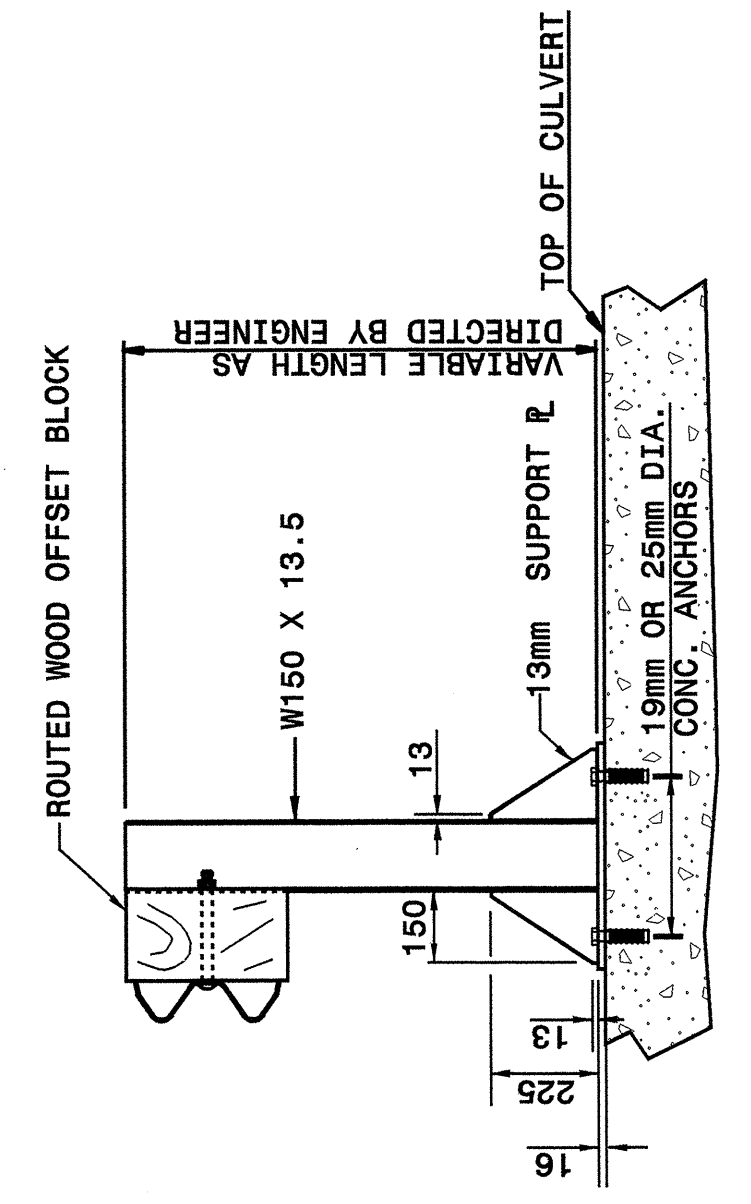 ROUTED WOOD OFFSET BLOCK
VARIABLE LENGTH AS
DIRECTED BY ENGINEER
TOP OF CULVERT
W150 X 13.5
13mm SUPPORT ℄
13
150
19mm OR 25mm DIA.
CONC. ANCHORS
13
225
16